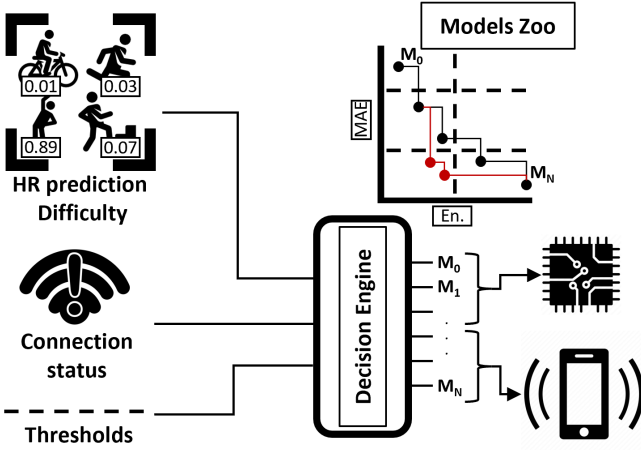 0.01
0.03
0.89
0.07
HR prediction
Difficulty
Connection
status
Thresholds
Models Zoo
M0
MAE
MN
En.
Decision Engine
M0
M1
.
.
.
MN